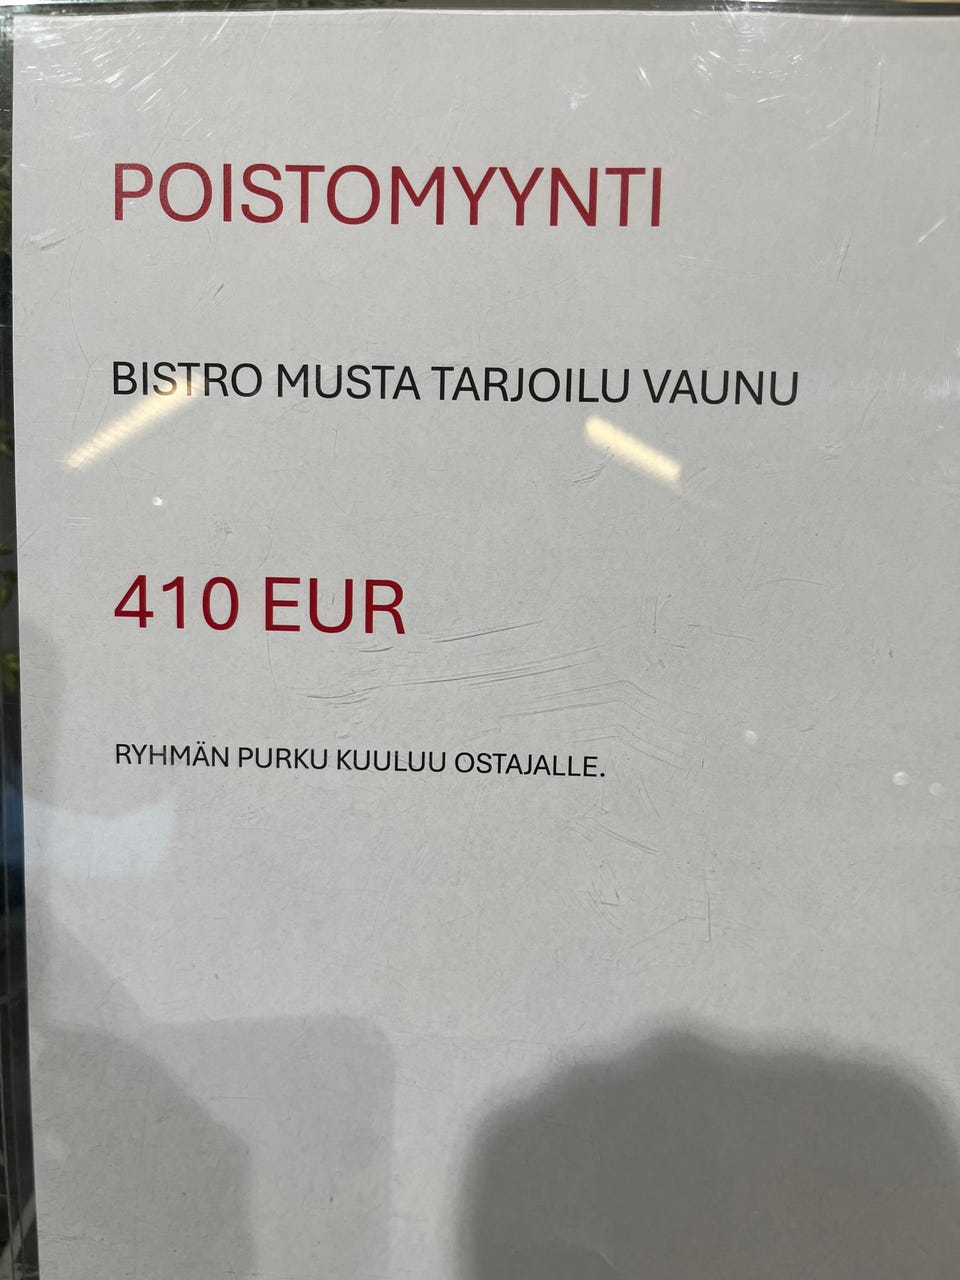 POISTOMYYNTI
BISTRO MUSTA TARJOILU VAUNU
410 EUR
RYHMÄN PURKU KUULUU OSTAJALLE.